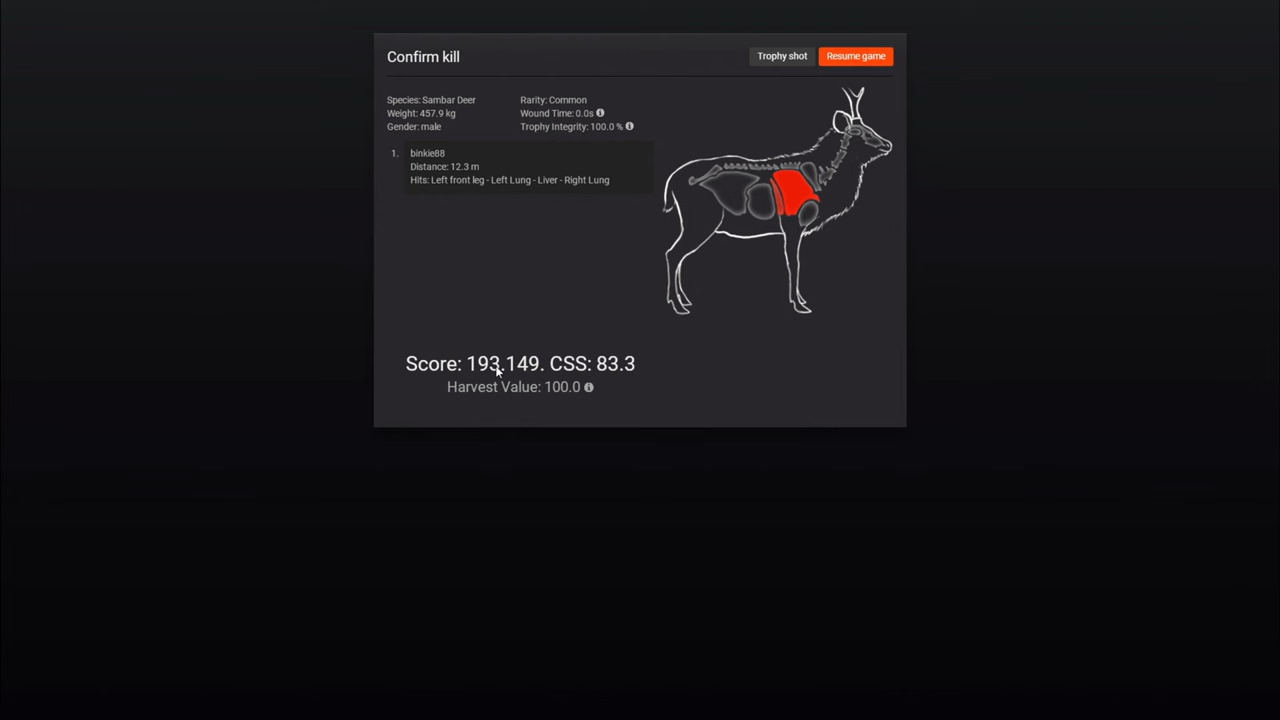 Confirm kill
Trophy shot
Resume game
Species: Sambar Deer
Weight: 457.9 kg
Gender: male
Rarity: Common
Wound Time: 0.0s
Trophy Integrity: 100.0 %
1.
binkie88
Distance: 12.3 m
Hits: Left front leg - Left Lung - Liver - Right Lung
Score: 193.149. CSS: 83.3
Harvest Value: 100.0